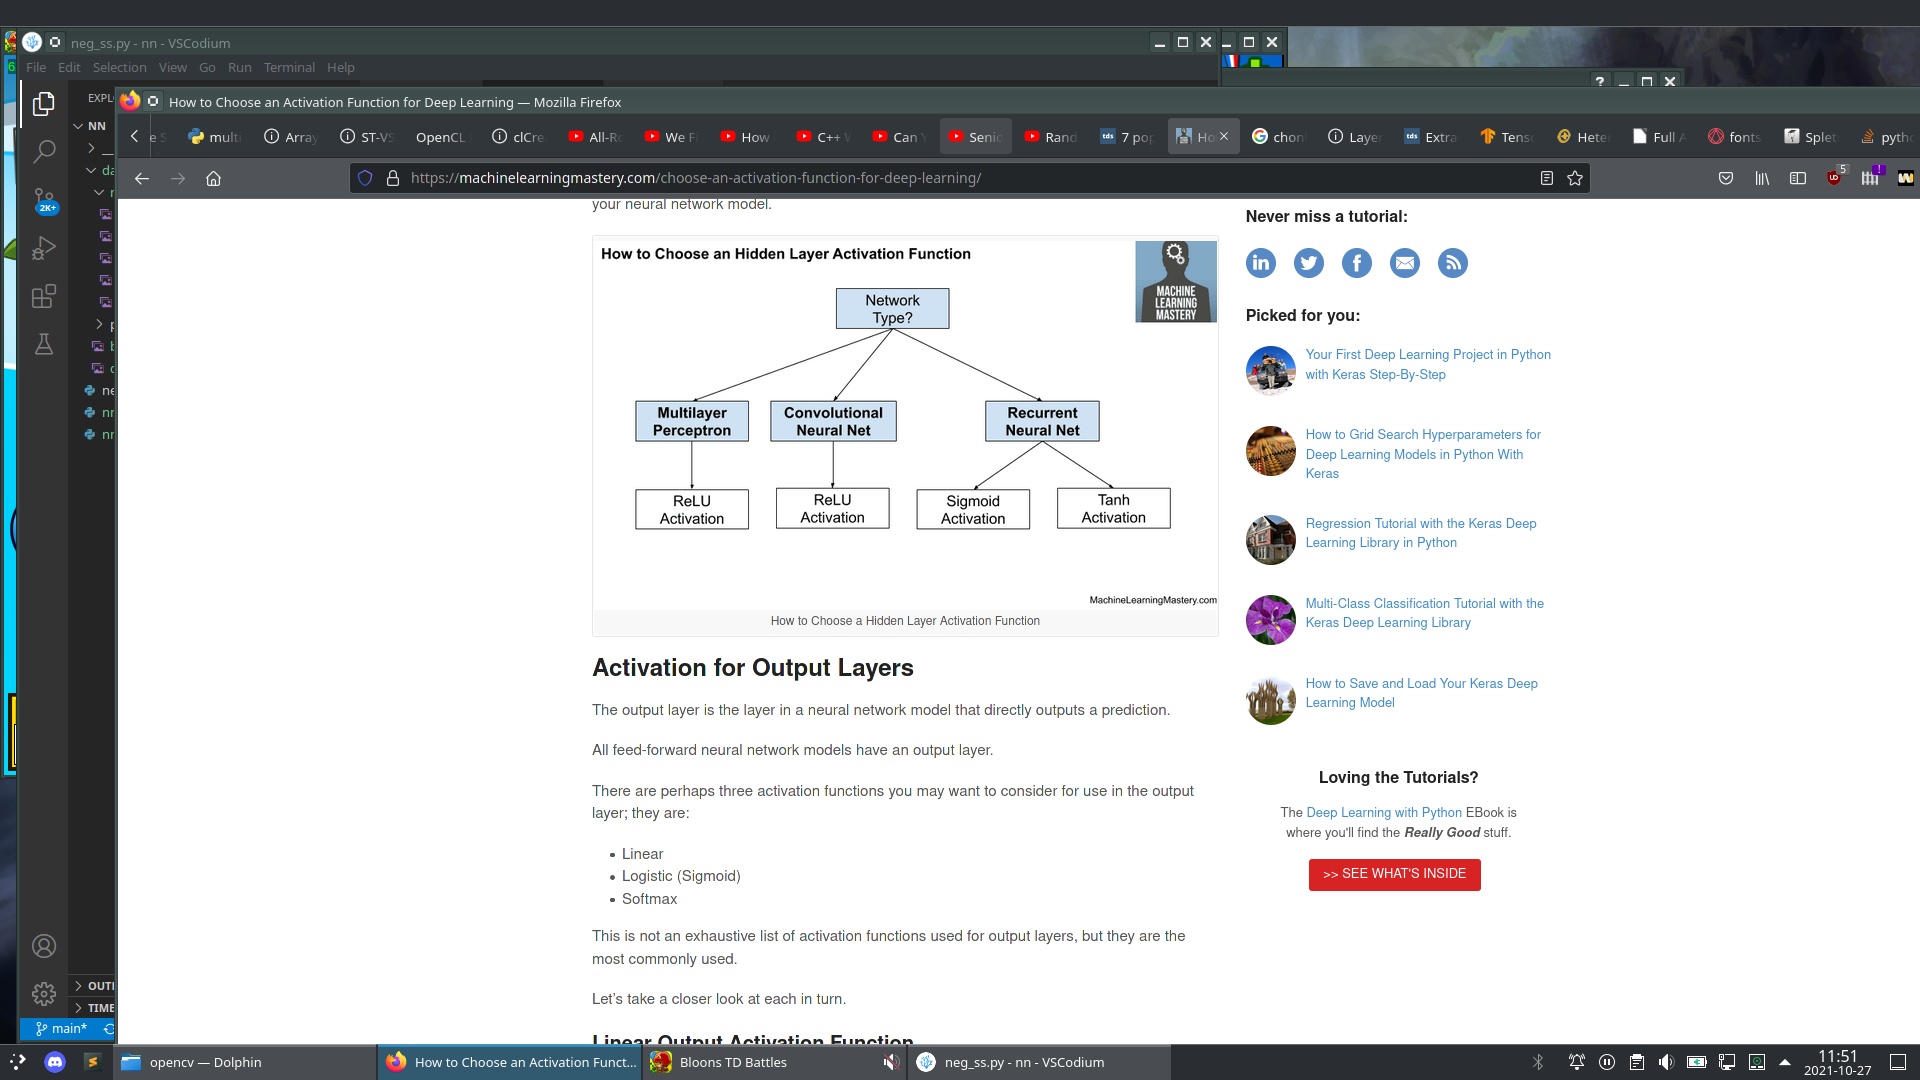 neg_ss.py - nn - VSCodium
File Edit Selection View Go Run Terminal Help
NN
How to Choose an Activation Function for Deep Learning — Mozilla Firefox
multi Array ST-VS OpenCL clCre All-Ro We Fi How C++ Can Senic Rand 7 pop Ho chon Layer Extra Tens Heter Full A fonts Splet pytho
https://machinelearningmastery.com/choose-an-activation-function-for-deep-learning/
5
2K+
your neural network model.
How to Choose an Hidden Layer Activation Function
MACHINE
LEARNING
MASTERY
Network
Type?
Multilayer
Perceptron
Convolutional
Neural Net
Recurrent
Neural Net
ReLU
Activation
ReLU
Activation
Sigmoid
Activation
Tanh
Activation
MachineLearningMastery.com
How to Choose a Hidden Layer Activation Function
Activation for Output Layers
The output layer is the layer in a neural network model that directly outputs a prediction.
All feed-forward neural network models have an output layer.
There are perhaps three activation functions you may want to consider for use in the output
layer; they are:
• Linear
• Logistic (Sigmoid)
• Softmax
This is not an exhaustive list of activation functions used for output layers, but they are the
most commonly used.
Let's take a closer look at each in turn.
Linear Output Activation Function
Never miss a tutorial:
Picked for you:
Your First Deep Learning Project in Python
with Keras Step-By-Step
How to Grid Search Hyperparameters for
Deep Learning Models in Python With
Keras
Regression Tutorial with the Keras Deep
Learning Library in Python
Multi-Class Classification Tutorial with the
Keras Deep Learning Library
How to Save and Load Your Keras Deep
Learning Model
Loving the Tutorials?
The Deep Learning with Python EBook is
where you'll find the Really Good stuff.
>> SEE WHAT'S INSIDE
main*
opencv — Dolphin
How to Choose an Activation Funct...
Bloons TD Battles
neg_ss.py - nn - VSCodium
11:51
2021-10-27